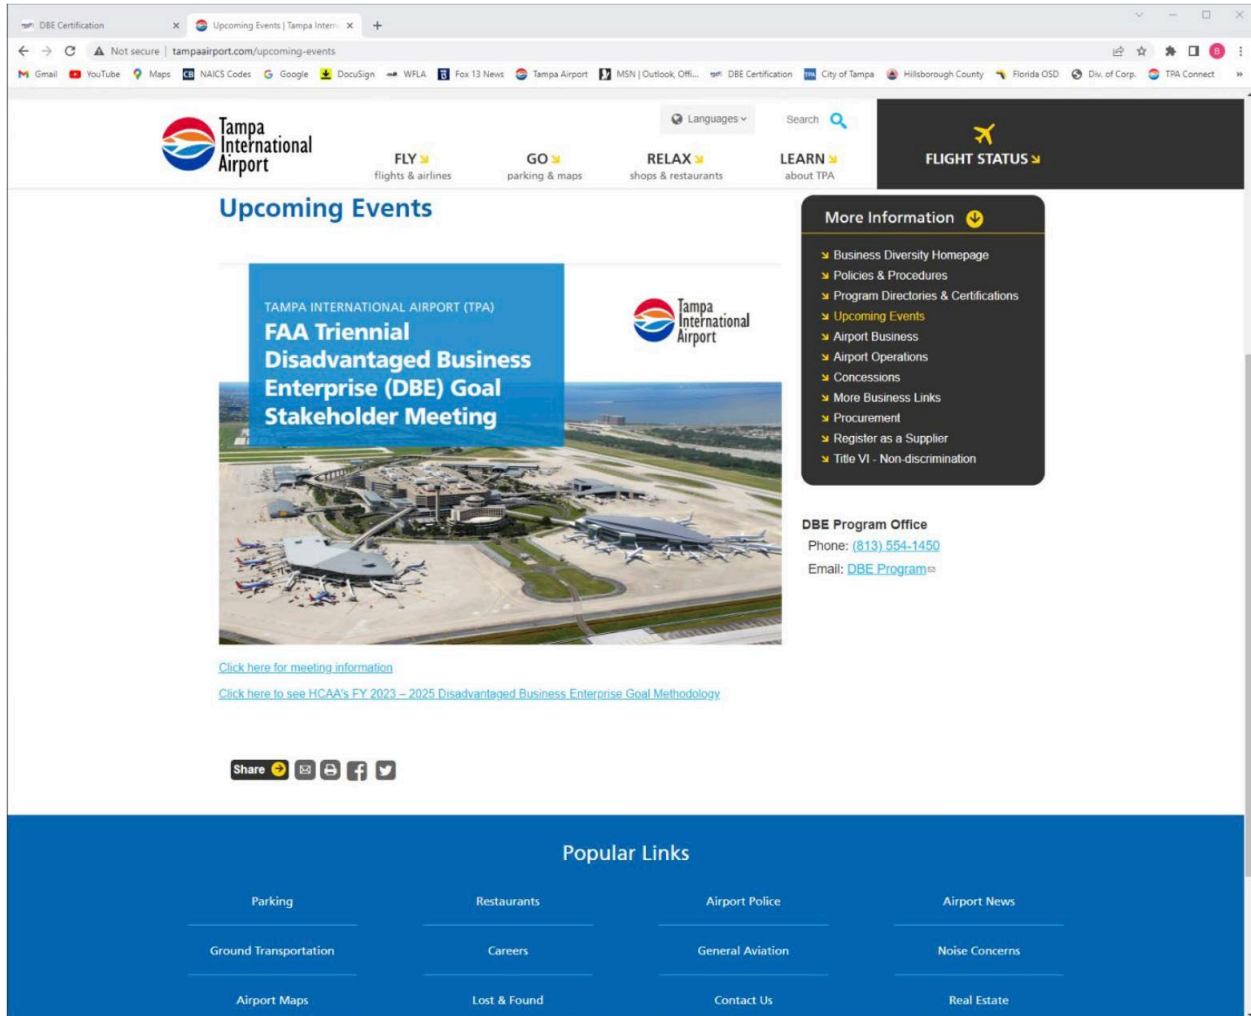 DBE Certification
Upcoming Events | Tampa Intern
Not secure | tampaairport.com/upcoming-events
B
Gmail YouTube Maps CB NAICS Codes Google DocuSign WFLA Fox 13 News Tampa Airport MSN | Outlook, Offi... DBE Certification City of Tampa Hillsborough County Florida OSD Div. of Corp. TPA Connect »
Tampa
International
Airport
Languages
Search
FLY
flights & airlines
GO
parking & maps
RELAX
shops & restaurants
LEARN
about TPA
FLIGHT STATUS
Upcoming Events
TAMPA INTERNATIONAL AIRPORT (TPA)
FAA Triennial
Disadvantaged Business
Enterprise (DBE) Goal
Stakeholder Meeting
Tampa
International
Airport
Click here for meeting information
Click here to see HCAA's FY 2023 – 2025 Disadvantaged Business Enterprise Goal Methodology
Share
More Information
Business Diversity Homepage
Policies & Procedures
Program Directories & Certifications
Upcoming Events
Airport Business
Airport Operations
Concessions
More Business Links
Procurement
Register as a Supplier
Title VI - Non-discrimination
DBE Program Office
Phone: (813) 554-1450
Email: DBE Program
Popular Links
Parking
Restaurants
Airport Police
Airport News
Ground Transportation
Careers
General Aviation
Noise Concerns
Airport Maps
Lost & Found
Contact Us
Real Estate